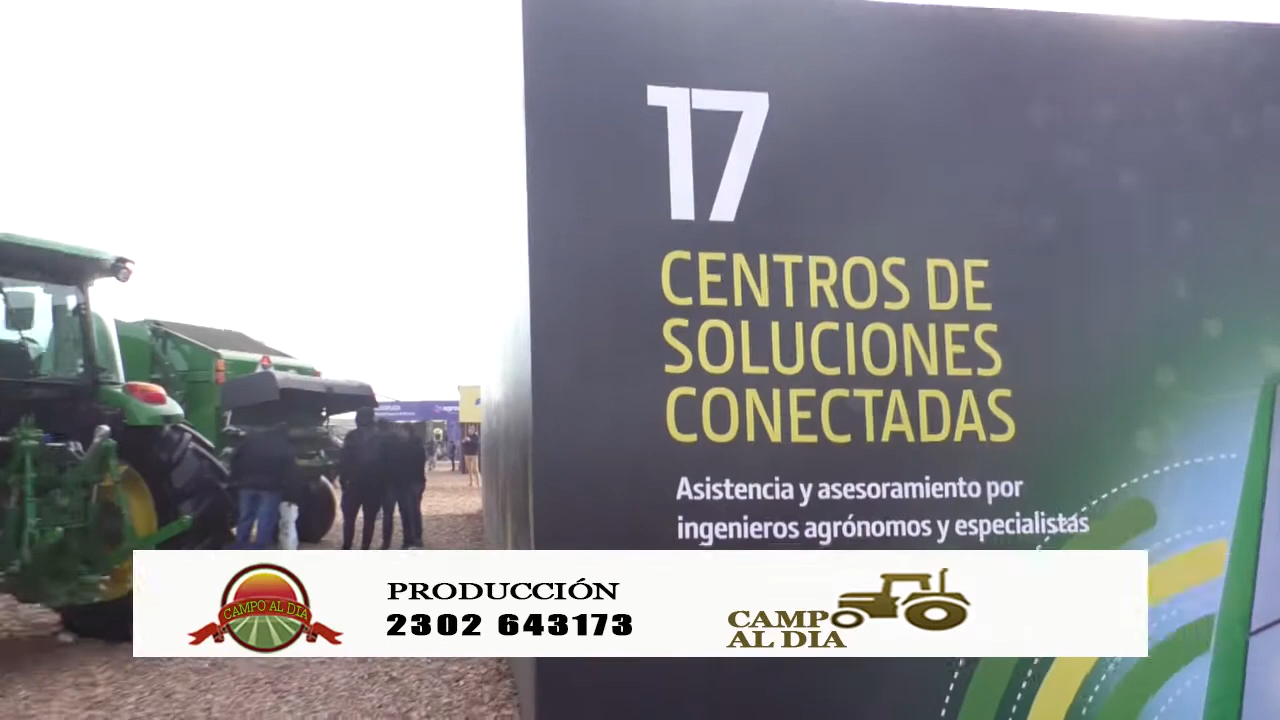 17
CENTROS DE
SOLUCIONES
CONECTADAS
Asistencia y asesoramiento por
ingenieros agrónomos y especialistas
CAMPO AL DIA
PRODUCCIÓN
2302 643173
CAMPO
AL DIA